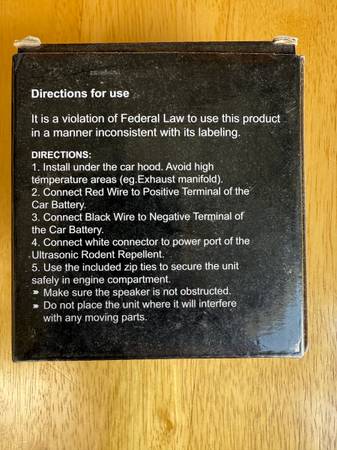 Directions for use
It is a violation of Federal Law to use this product
in a manner inconsistent with its labeling.
DIRECTIONS:
1. Install under the car hood. Avoid high
temperature areas (eg.Exhaust manifold).
2. Connect Red Wire to Positive Terminal of the
Car Battery.
3. Connect Black Wire to Negative Terminal of
the Car Battery.
4. Connect white connector to power port of the
Ultrasonic Rodent Repellent.
5. Use the included zip ties to secure the unit
safely in engine compartment.
» Make sure the speaker is not obstructed.
» Do not place the unit where it will interfere
with any moving parts.